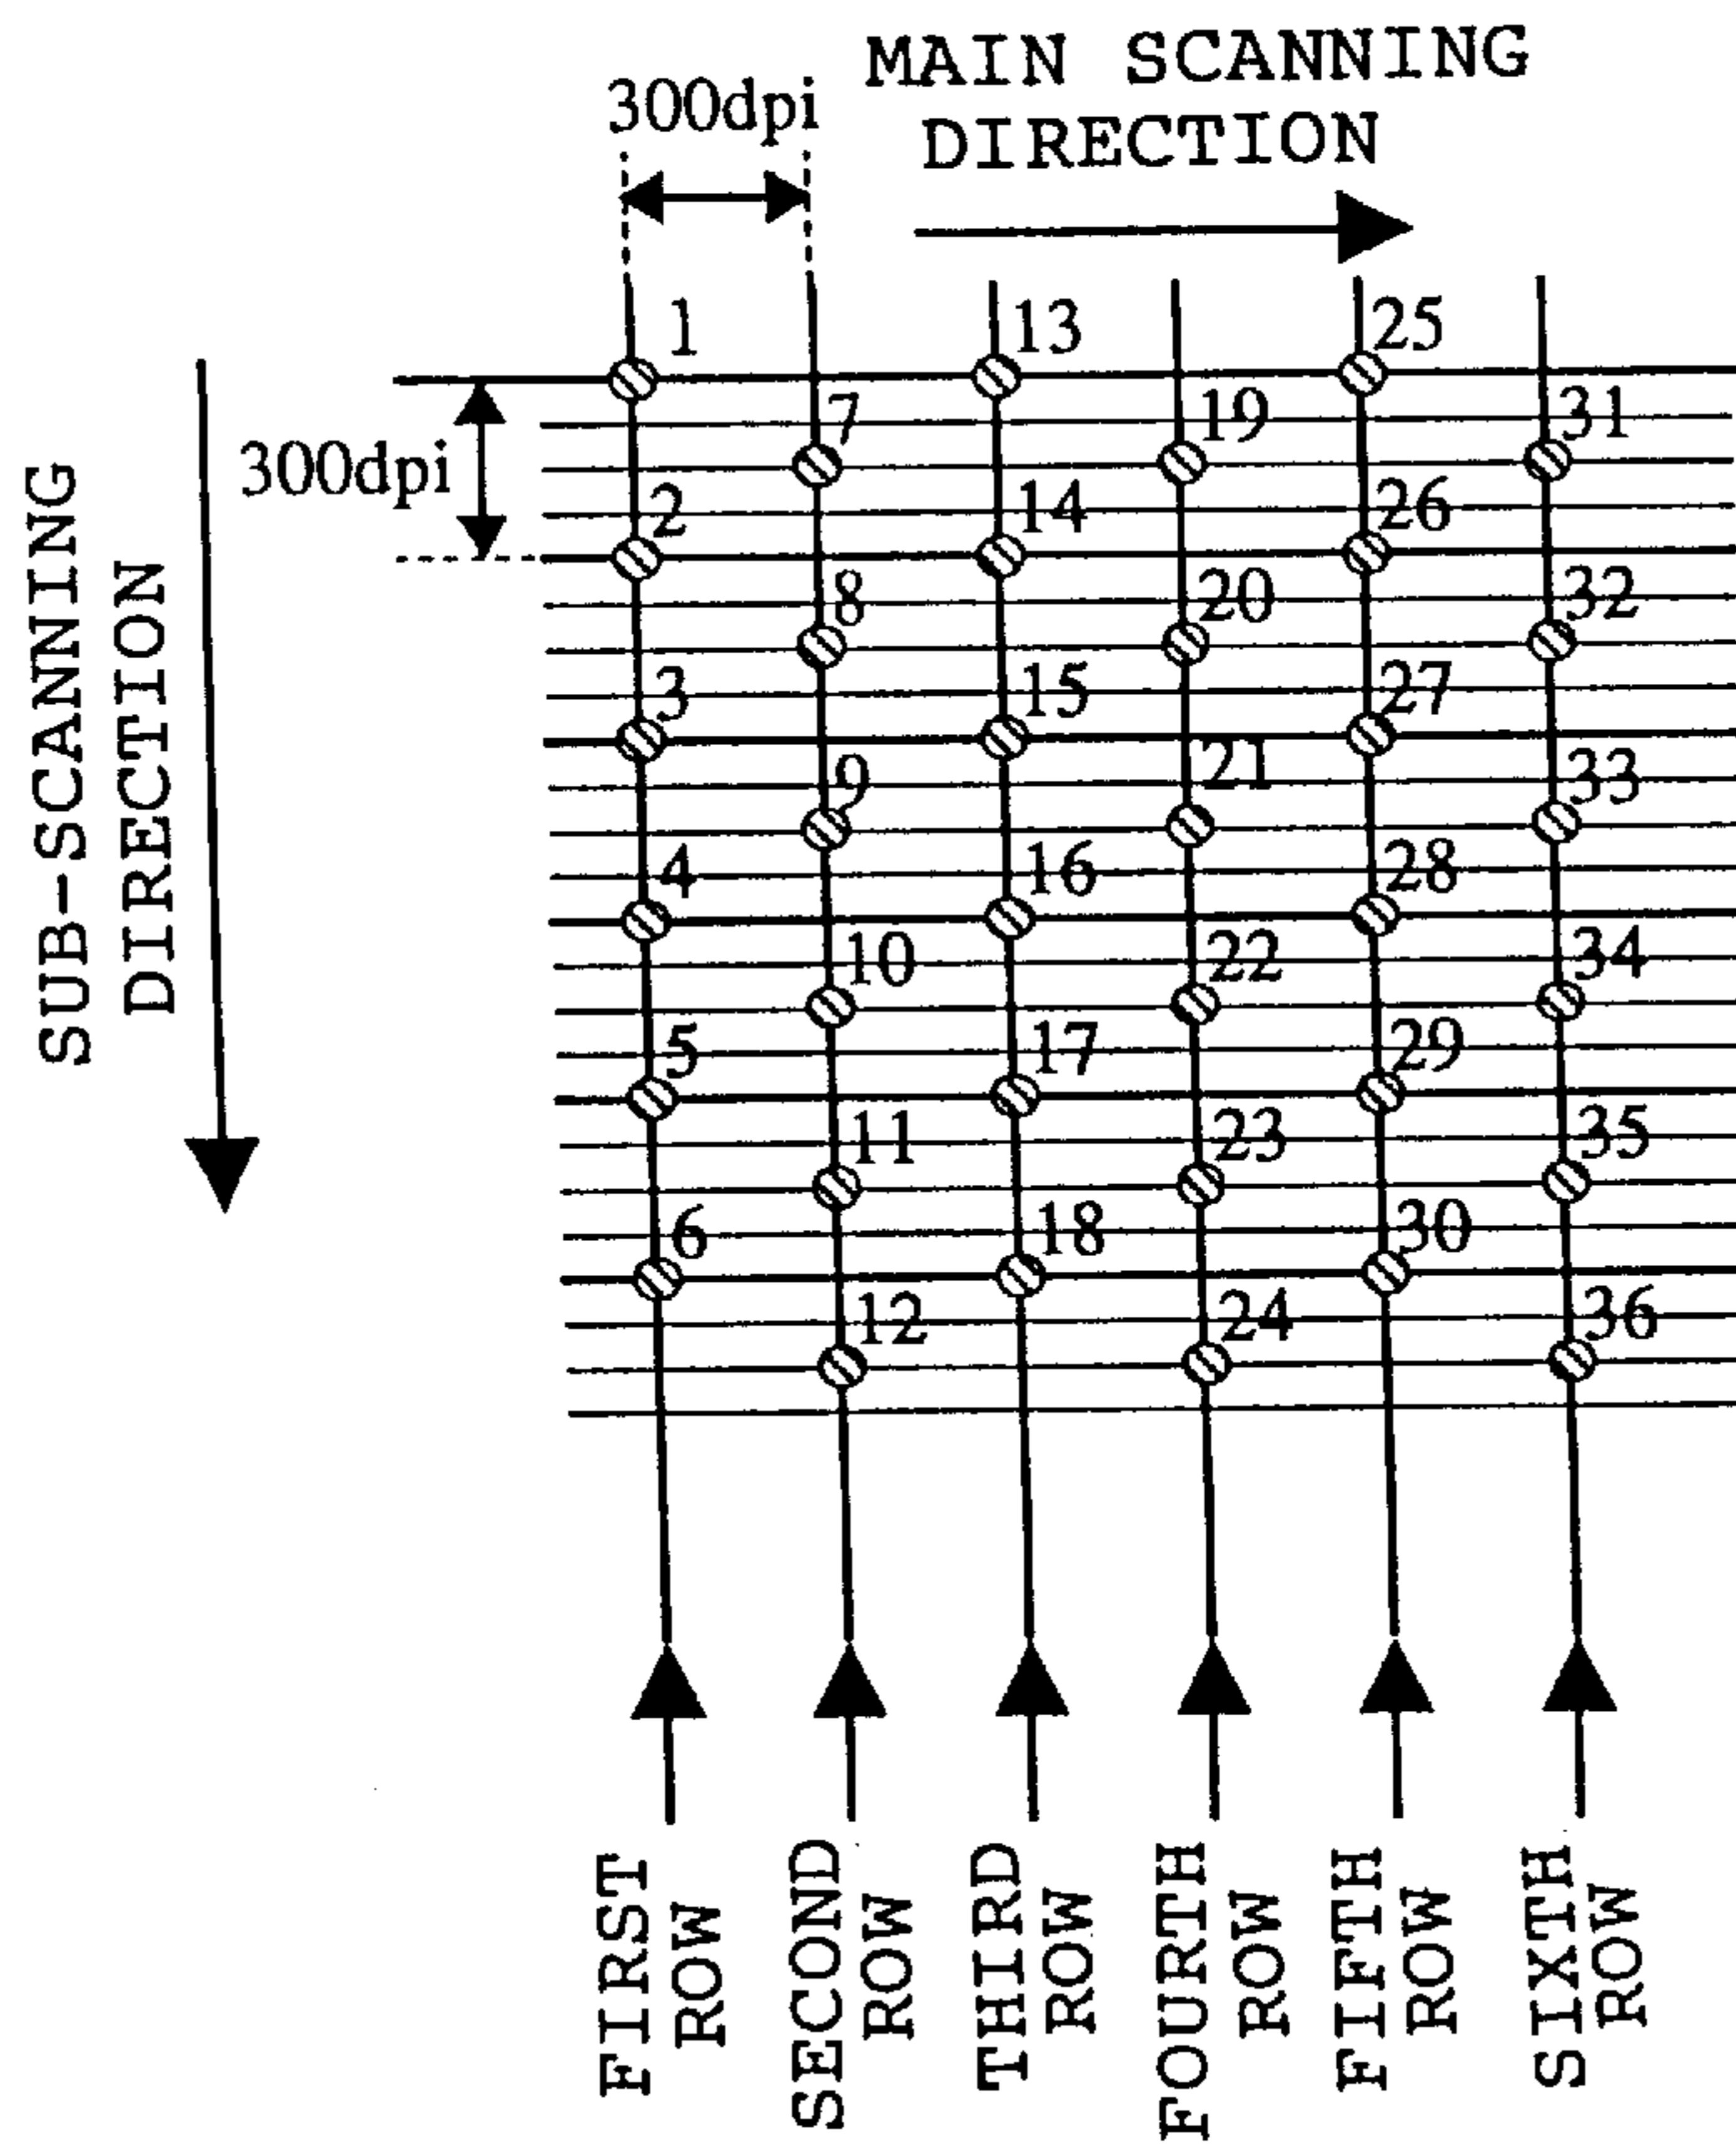 MAIN SCANNING
DIRECTION
300dpi
1
13
25
7
19
31
300dpi
2
14
26
8
20
32
3
15
27
9
21
33
4
16
28
10
22
34
5
17
29
11
23
35
6
18
30
12
24
36
SUB-SCANNING
DIRECTION
FIRST
ROW
SECOND
ROW
THIRD
ROW
FOURTH
ROW
FIFTH
ROW
SIXTH
ROW